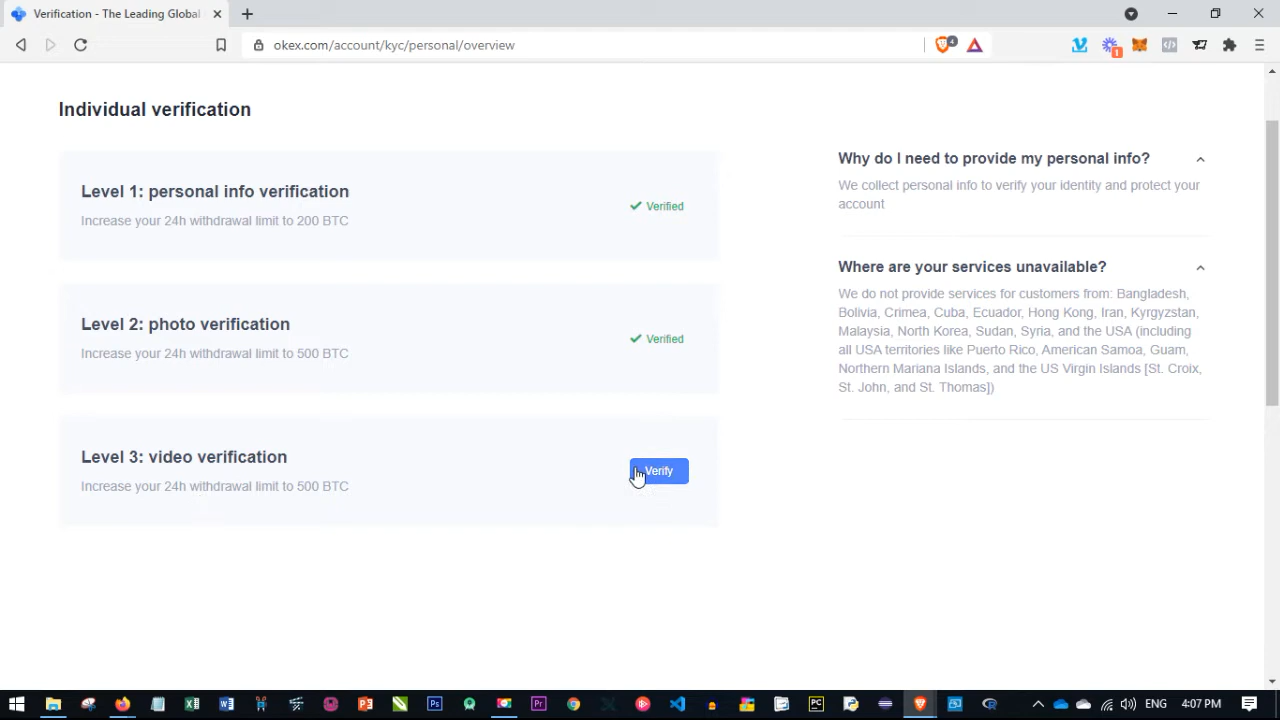 Verification - The Leading Global
okex.com/account/kyc/personal/overview
4
1
Individual verification
Level 1: personal info verification
Increase your 24h withdrawal limit to 200 BTC
Verified
Level 2: photo verification
Increase your 24h withdrawal limit to 500 BTC
Verified
Level 3: video verification
Increase your 24h withdrawal limit to 500 BTC
Verify
Why do I need to provide my personal info?
We collect personal info to verify your identity and protect your
account
Where are your services unavailable?
We do not provide services for customers from: Bangladesh,
Bolivia, Crimea, Cuba, Ecuador, Hong Kong, Iran, Kyrgyzstan,
Malaysia, North Korea, Sudan, Syria, and the USA (including
all USA territories like Puerto Rico, American Samoa, Guam,
Northern Mariana Islands, and the US Virgin Islands [St. Croix,
St. John, and St. Thomas])
Ps
Pr
PC
ENG
4:07 PM